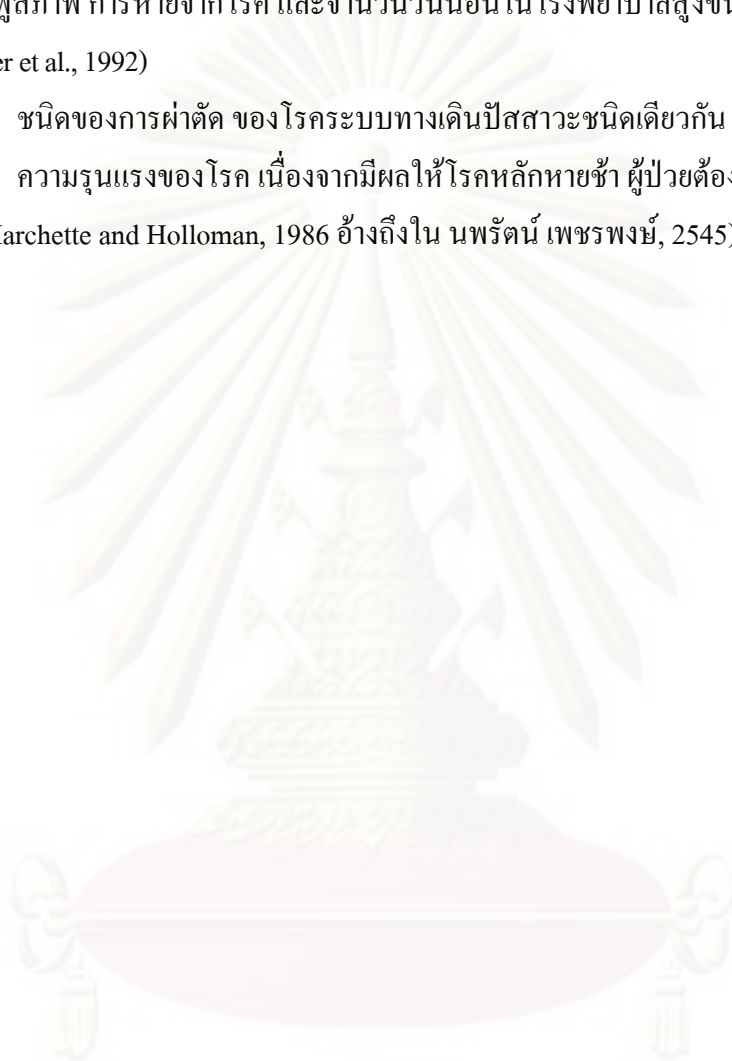 การหายจากโรค และจำนวนวันนอนในโรงพยาบาลสูงขึ้น
et al., 1992)
ชนิดของการผ่าตัด ของโรคระบบทางเดินปัสสาวะชนิดเดียวกัน
ความรุนแรงของโรค เนื่องจากมีผลให้โรคหลักหายช้า ผู้ป่วยต้อง
and Holloman, 1986 อ้างถึงใน นพรัตน์ เพชรพงษ์, 2545)